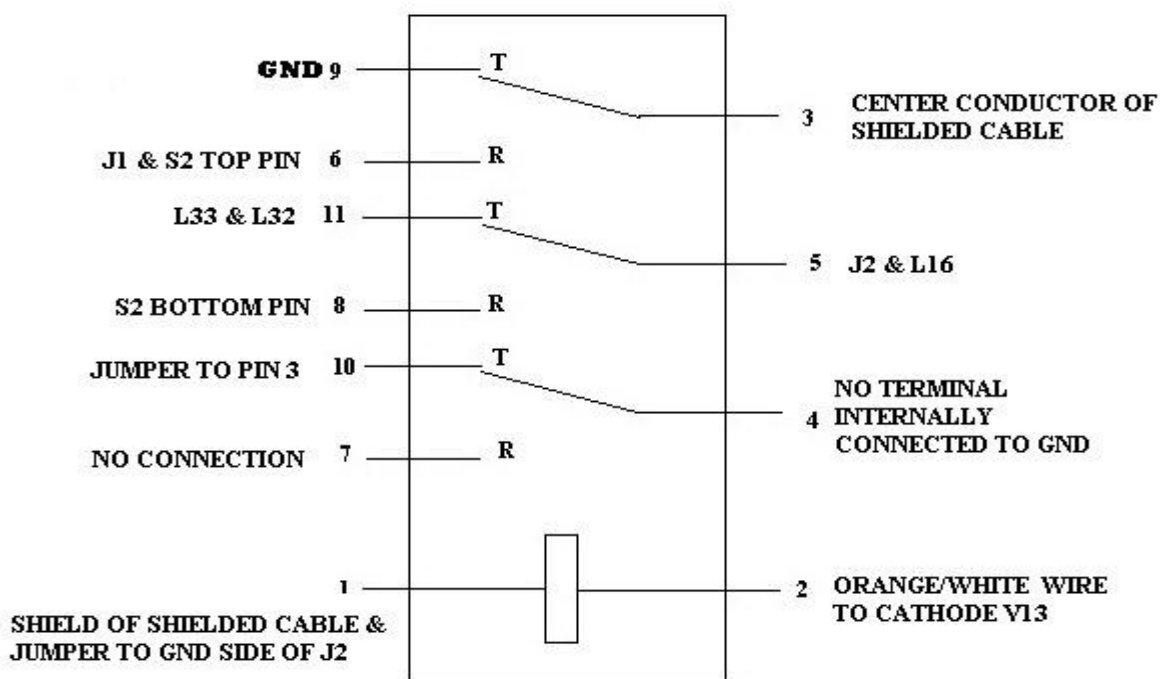 GND 9
T
3
CENTER CONDUCTOR OF
SHIELDED CABLE
J1 & S2 TOP PIN 6
R
L33 & L32 11
T
5 J2 & L16
S2 BOTTOM PIN 8
R
JUMPER TO PIN 3 10
T
4
NO TERMINAL
INTERNALLY
CONNECTED TO GND
NO CONNECTION 7
R
1
SHIELD OF SHIELDED CABLE &
JUMPER TO GND SIDE OF J2
2
ORANGE/WHITE WIRE
TO CATHODE V13